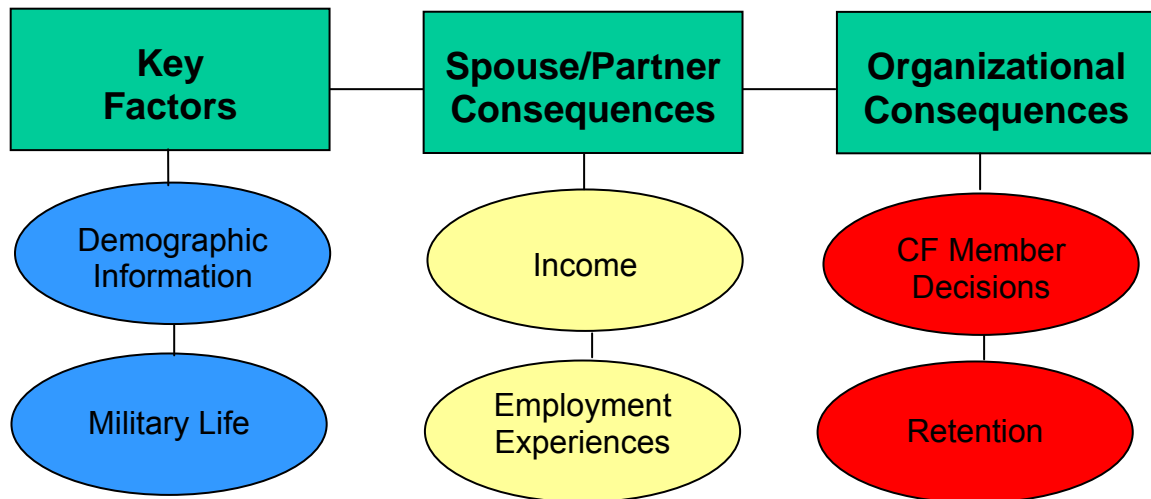 Key
Factors
Spouse/Partner
Consequences
Organizational
Consequences
Demographic
Information
Income
CF Member
Decisions
Military Life
Employment
Experiences
Retention